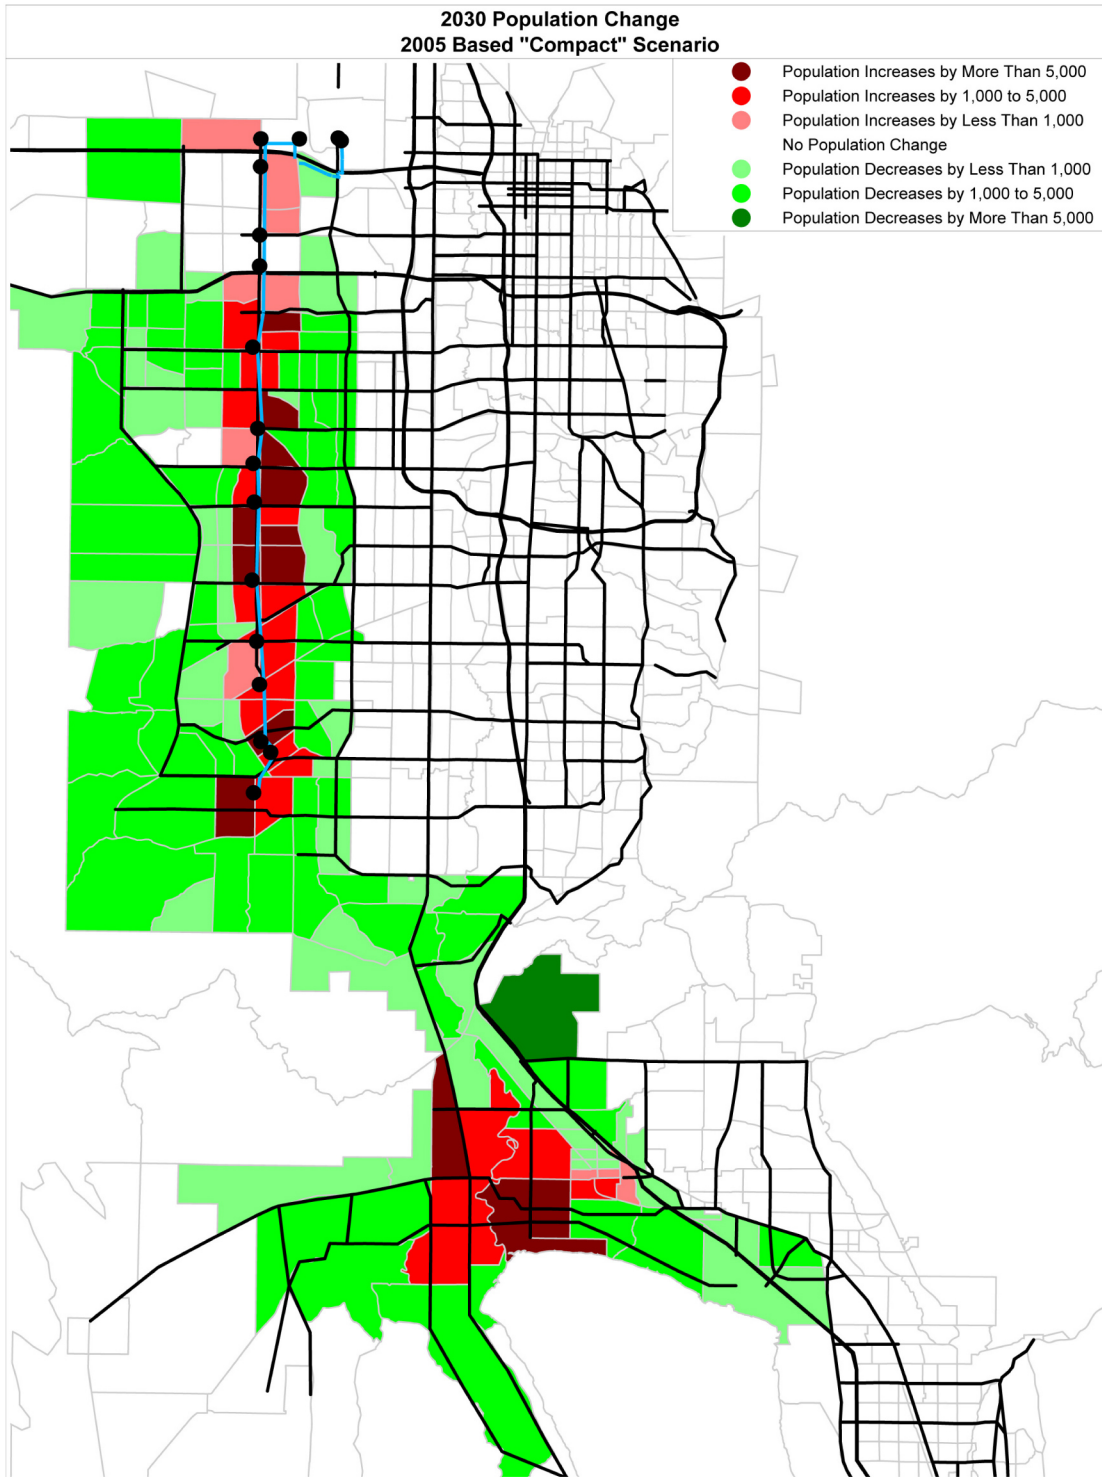 2030 Population Change
2005 Based "Compact" Scenario
Population Increases by More Than 5,000
Population Increases by 1,000 to 5,000
Population Increases by Less Than 1,000
No Population Change
Population Decreases by Less Than 1,000
Population Decreases by 1,000 to 5,000
Population Decreases by More Than 5,000